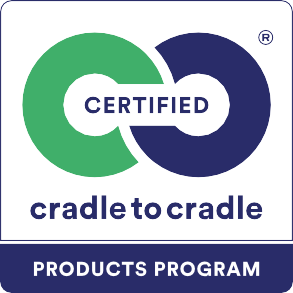 ®
CERTIFIED
cradle to cradle
PRODUCTS PROGRAM